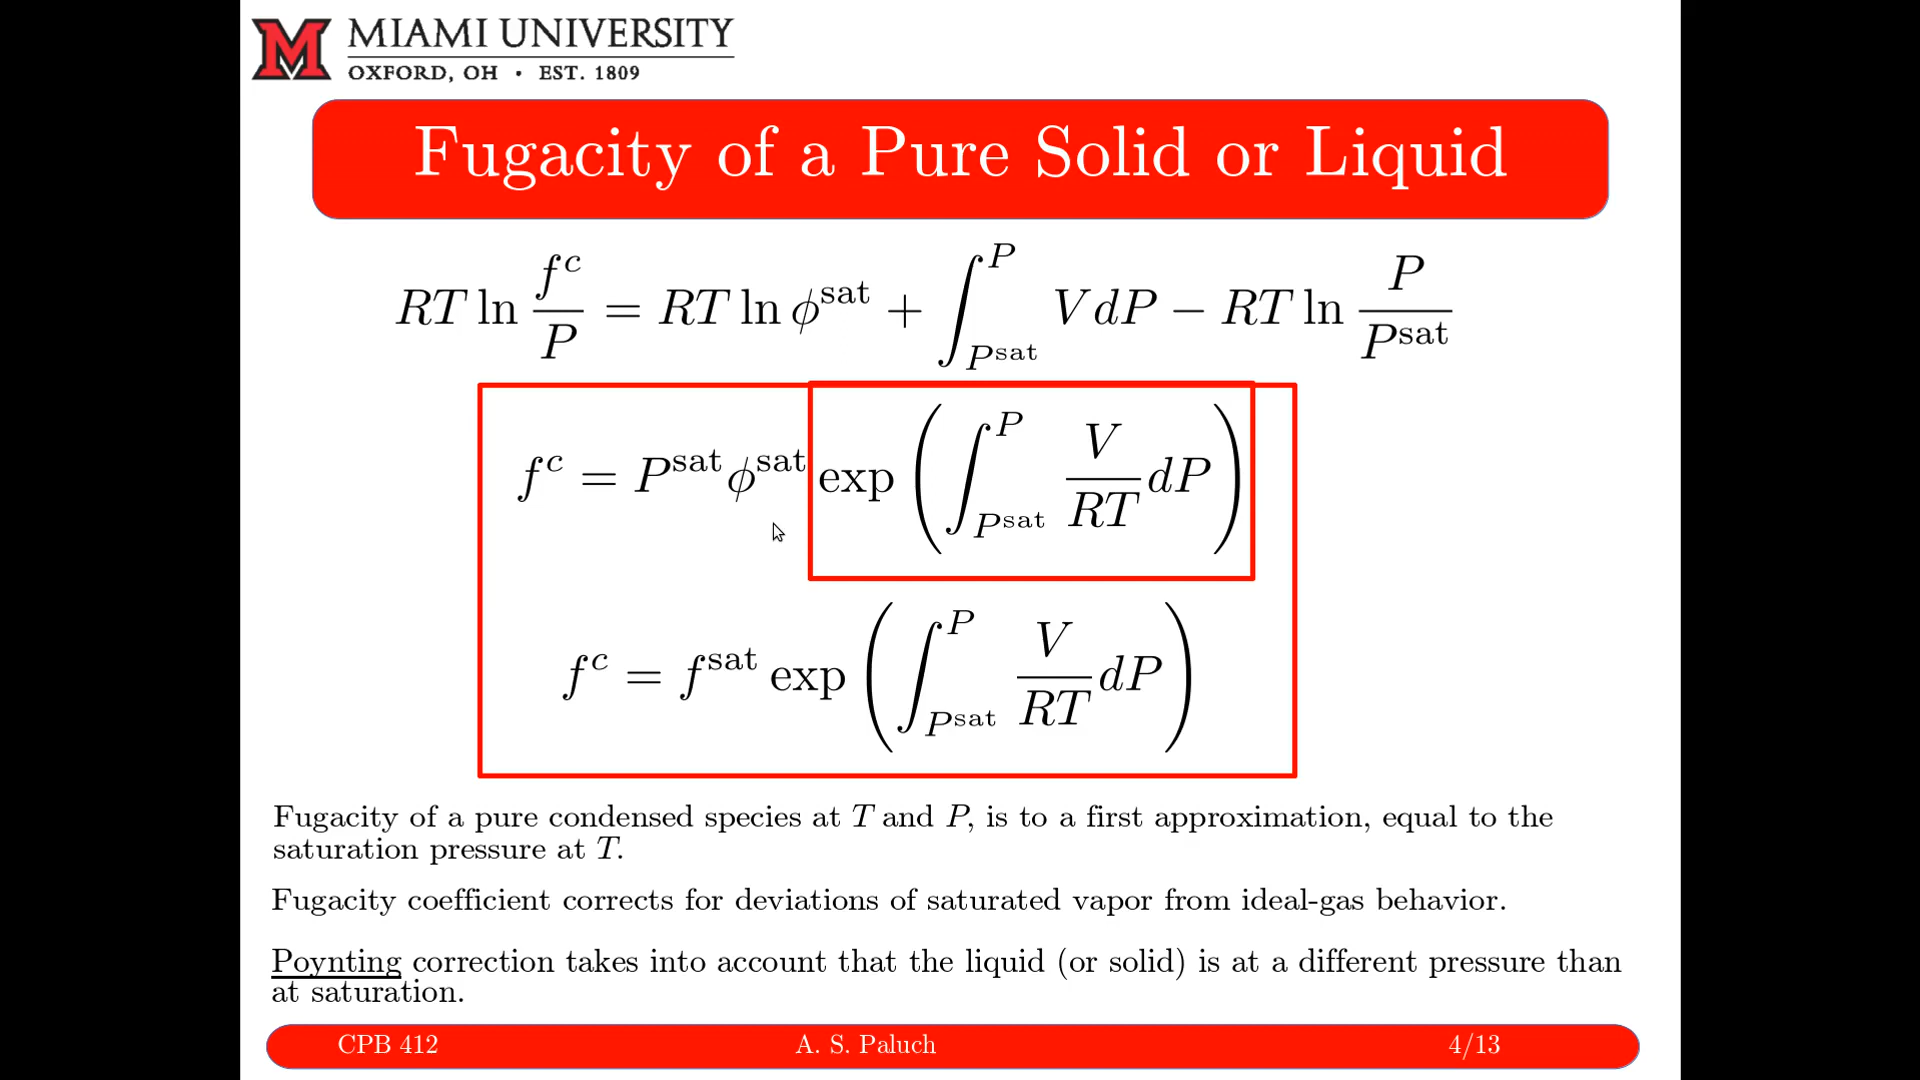 MIAMI UNIVERSITY
OXFORD, OH • EST. 1809
Fugacity of a Pure Solid or Liquid
RT ln f^c/P = RT ln ϕ^sat + ∫_{P^sat}^{P} V dP − RT ln P/P^sat
f^c = P^sat ϕ^sat exp ( ∫_{P^sat}^{P} V/RT dP )
f^c = f^sat exp ( ∫_{P^sat}^{P} V/RT dP )
Fugacity of a pure condensed species at T and P, is to a first approximation, equal to the
saturation pressure at T.
Fugacity coefficient corrects for deviations of saturated vapor from ideal-gas behavior.
Poynting correction takes into account that the liquid (or solid) is at a different pressure than
at saturation.
CPB 412 A. S. Paluch 4/13